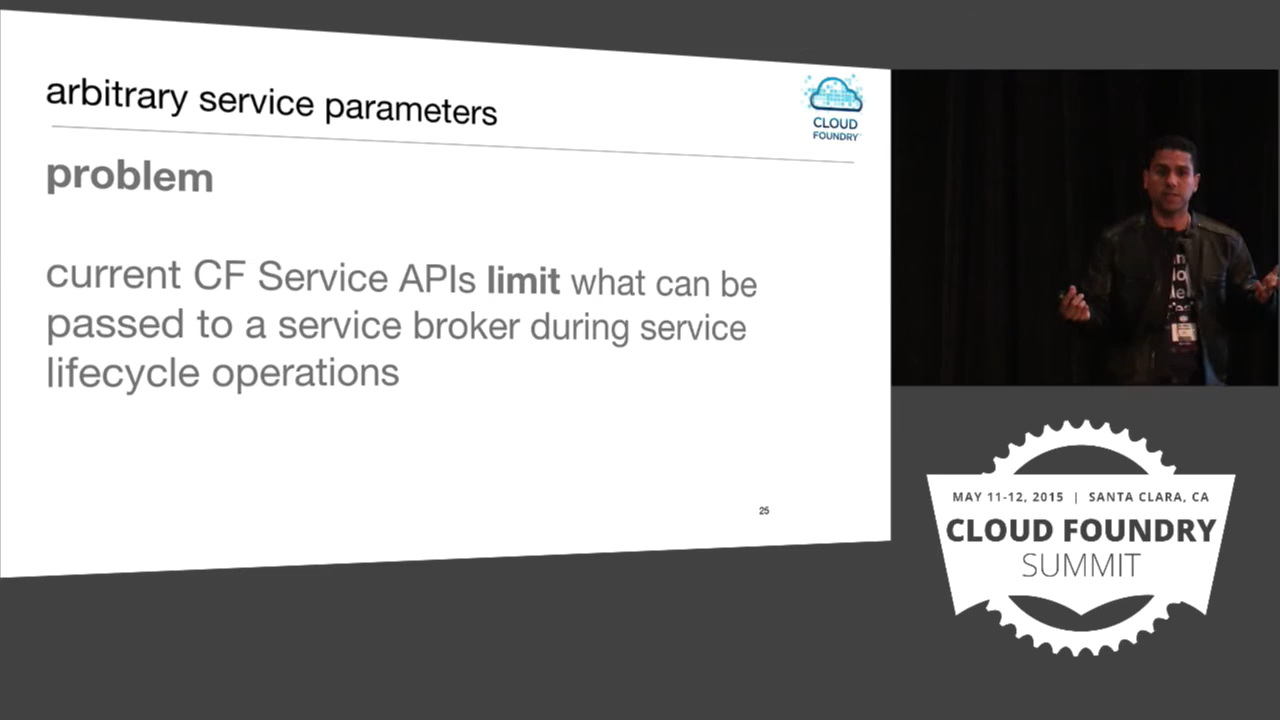 arbitrary service parameters
CLOUD
FOUNDRY
problem
current CF Service APIs limit what can be
passed to a service broker during service
lifecycle operations
25
MAY 11-12, 2015 | SANTA CLARA, CA
CLOUD FOUNDRY
SUMMIT